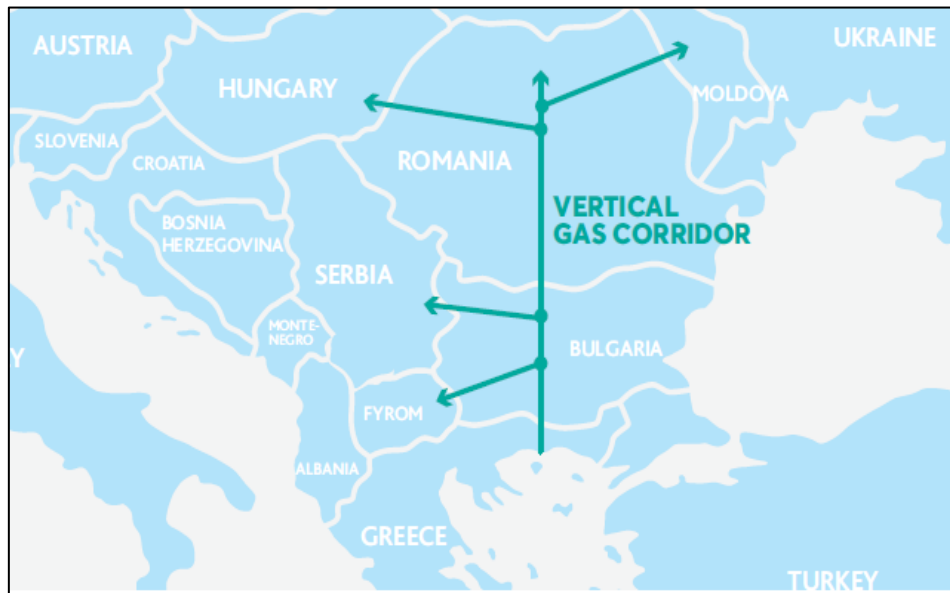 AUSTRIA
UKRAINE
HUNGARY
MOLDOVA
SLOVENIA
CROATIA
ROMANIA
BOSNIA
HERZEGOVINA
VERTICAL
GAS CORRIDOR
SERBIA
MONTE-
NEGRO
BULGARIA
Y
FYROM
ALBANIA
GREECE
TURKEY